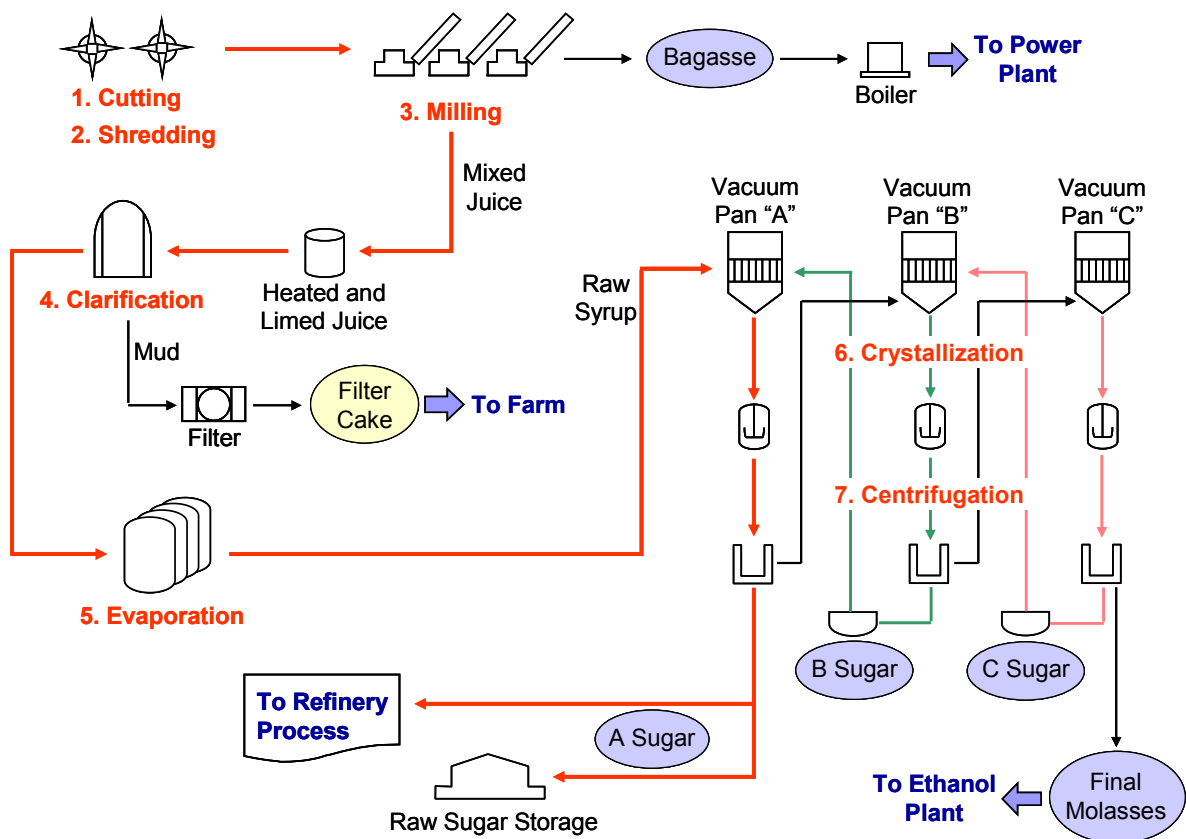 1. Cutting
2. Shredding
3. Milling
Bagasse
Boiler
To Power
Plant
Mixed
Juice
Vacuum
Pan “A”
Vacuum
Pan “B”
Vacuum
Pan “C”
4. Clarification
Heated and
Limed Juice
Raw
Syrup
Mud
Filter
Filter
Cake
To Farm
6. Crystallization
7. Centrifugation
5. Evaporation
B Sugar
C Sugar
To Refinery
Process
A Sugar
Raw Sugar Storage
To Ethanol
Plant
Final
Molasses